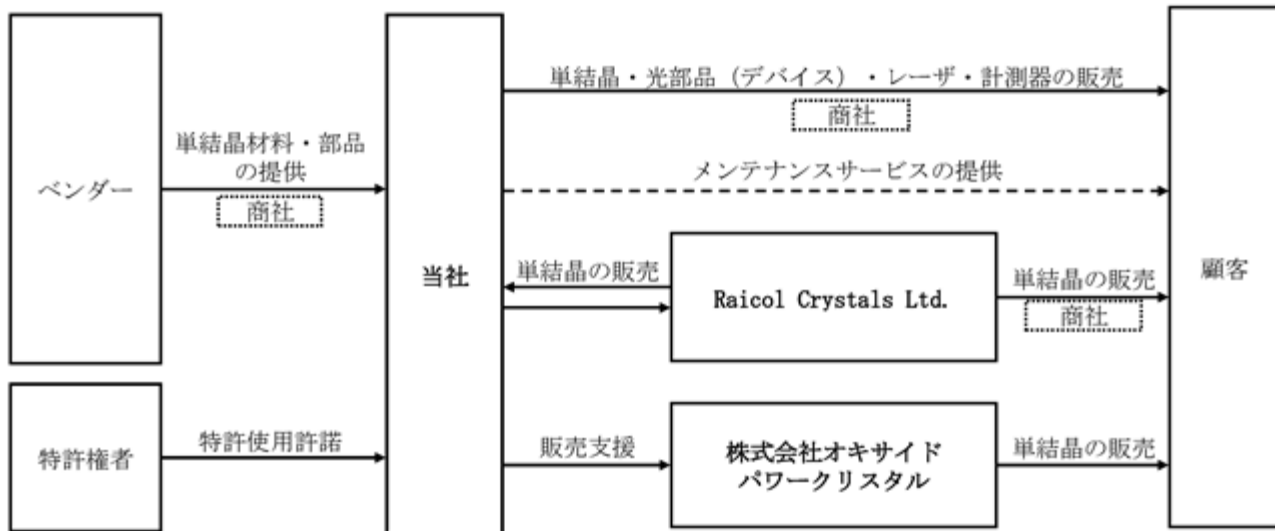 単結晶・光部品（デバイス）・レーザ・計測器の販売
商社
単結晶材料・部品
の提供
商社
ベンダー
メンテナンスサービスの提供
当社
単結晶の販売
Raicol Crystals Ltd.
単結晶の販売
商社
顧客
特許権者
特許使用許諾
販売支援
株式会社オキサイド
パワークリスタル
単結晶の販売